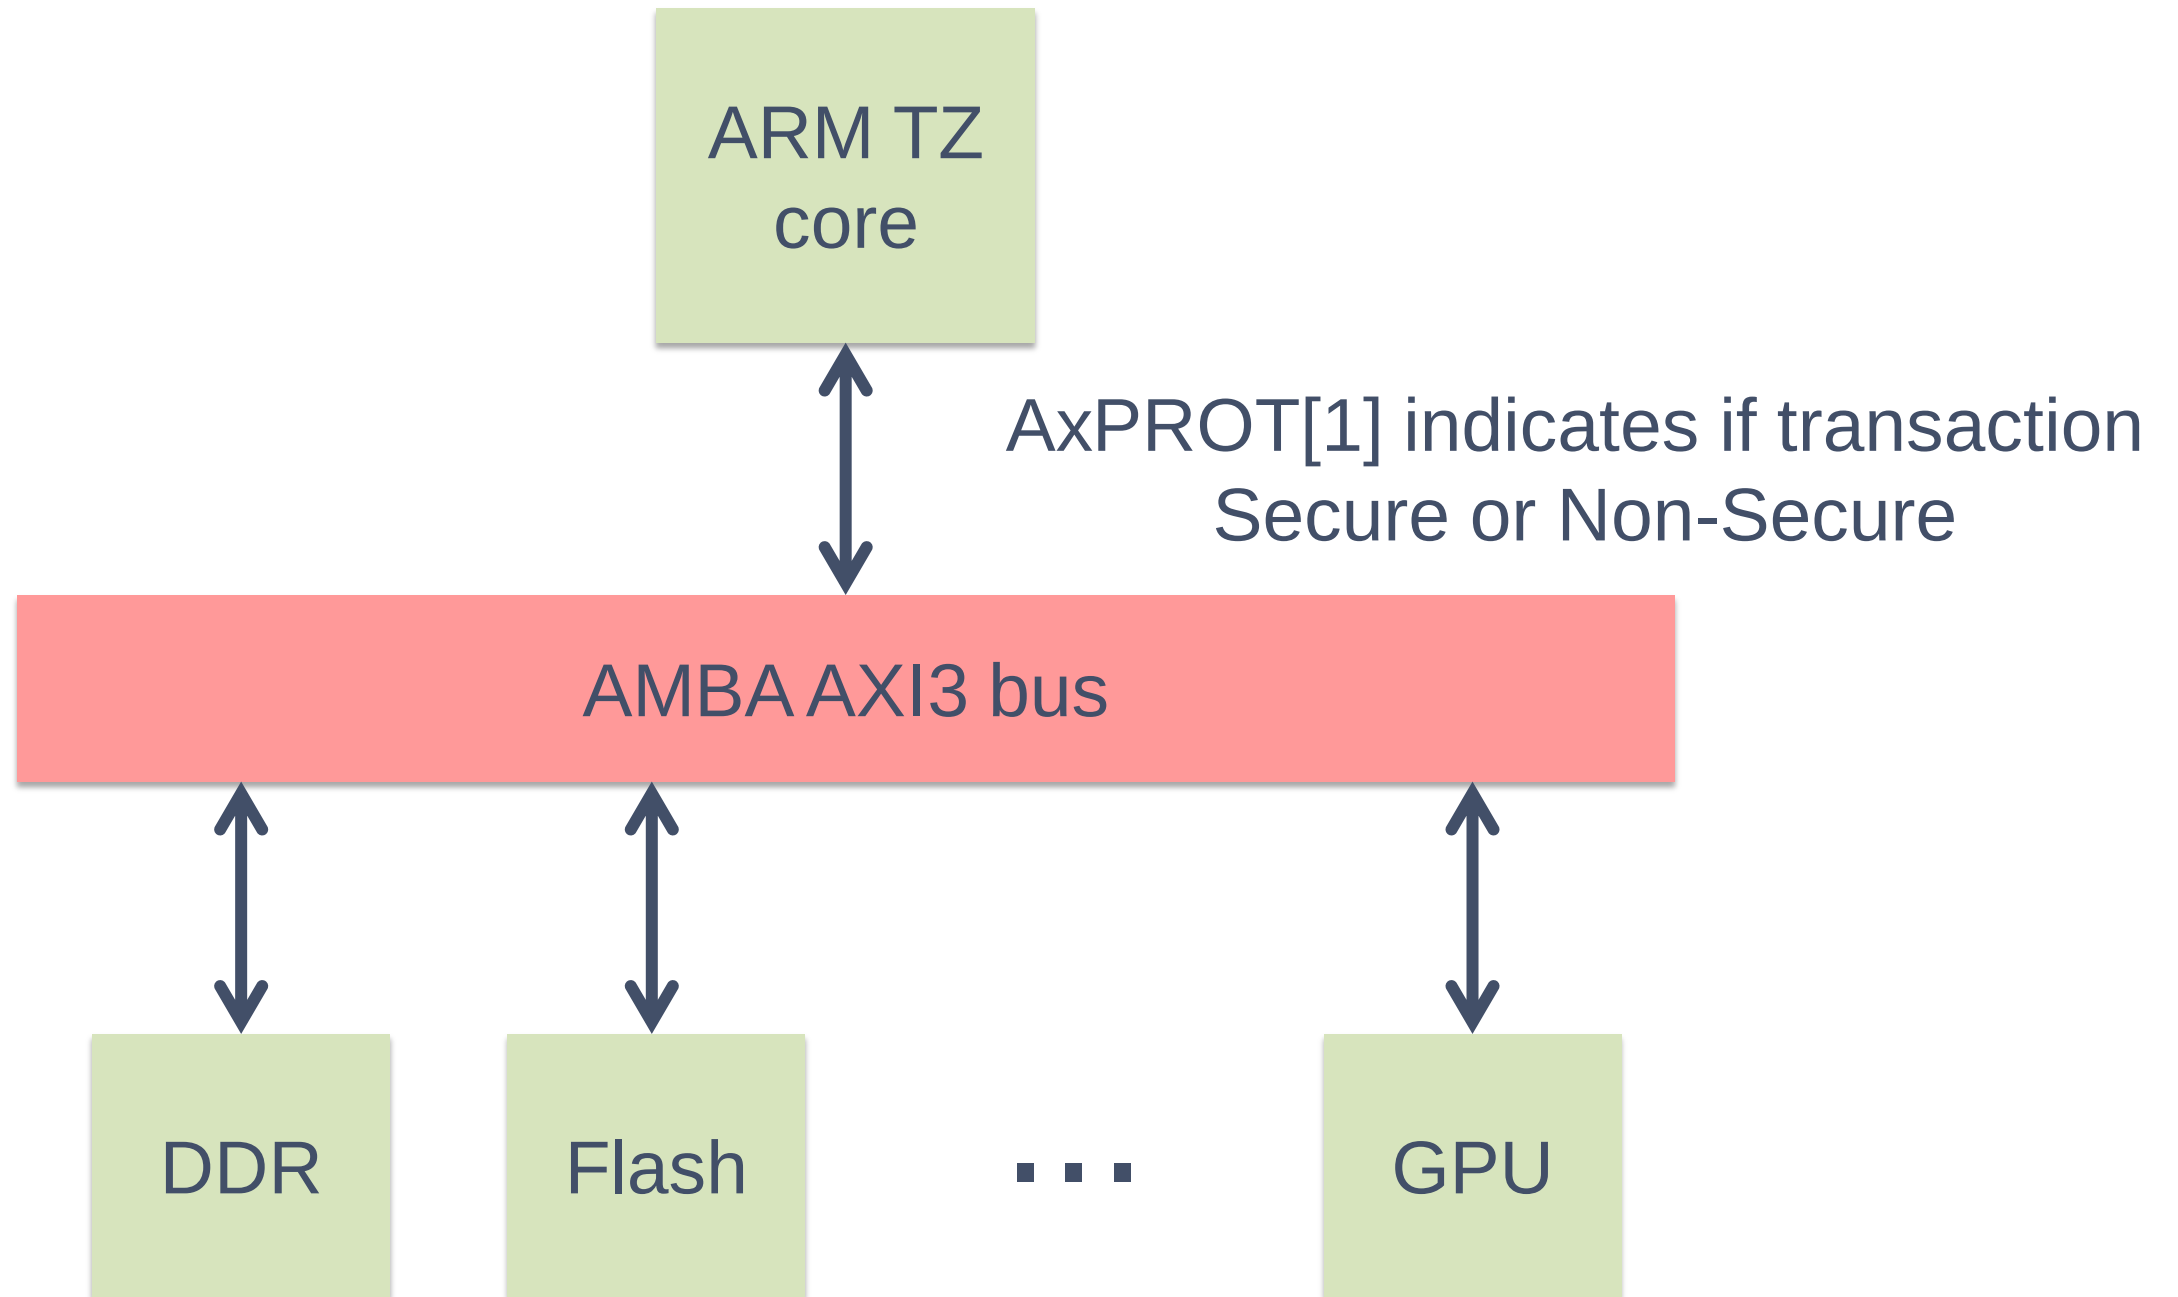 ARM TZ
core
AxPROT[1] indicates if transaction
Secure or Non-Secure
AMBA AXI3 bus
DDR
Flash
...
GPU